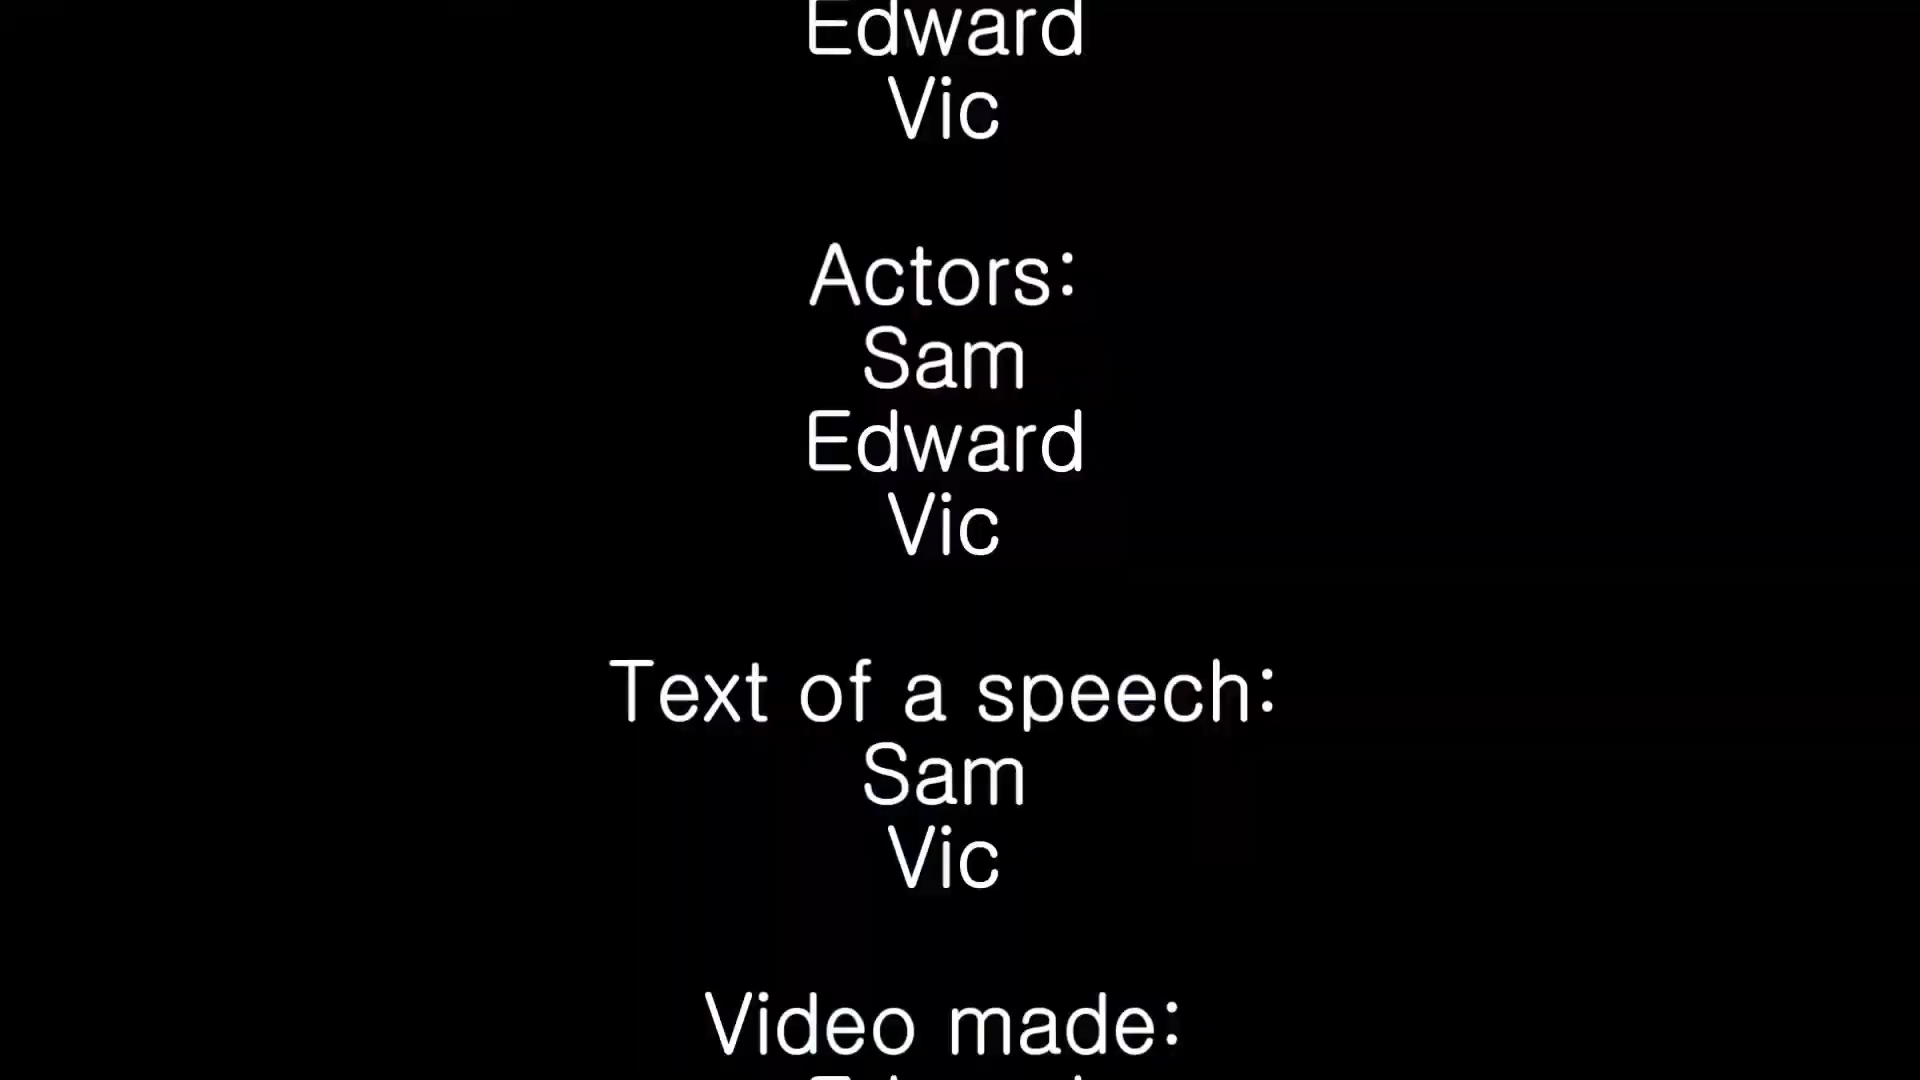 Edward
Vic
Actors:
Sam
Edward
Vic
Text of a speech:
Sam
Vic
Video made: